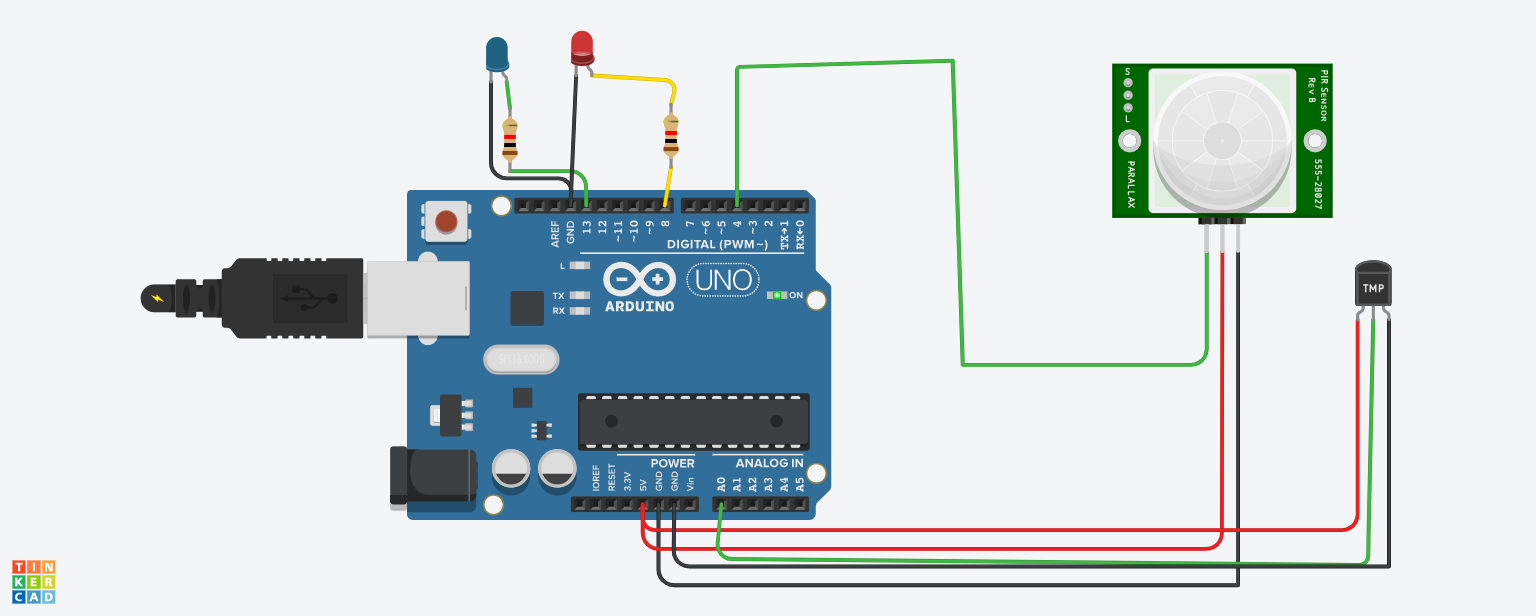 S
L
PIR SENSOR
REV B
PARALLAX
555-28027
AREF
GND
13
12
~11
~10
~9
8
7
~6
~5
4
~3
2
TX→1
RX←0
DIGITAL (PWM~)
L
TX
RX
ARDUINO
UNO
ON
TMP
POWER
ANALOG IN
IOREF
RESET
3.3V
5V
GND
GND
Vin
A0
A1
A2
A3
A4
A5
TIN
KER
CAD